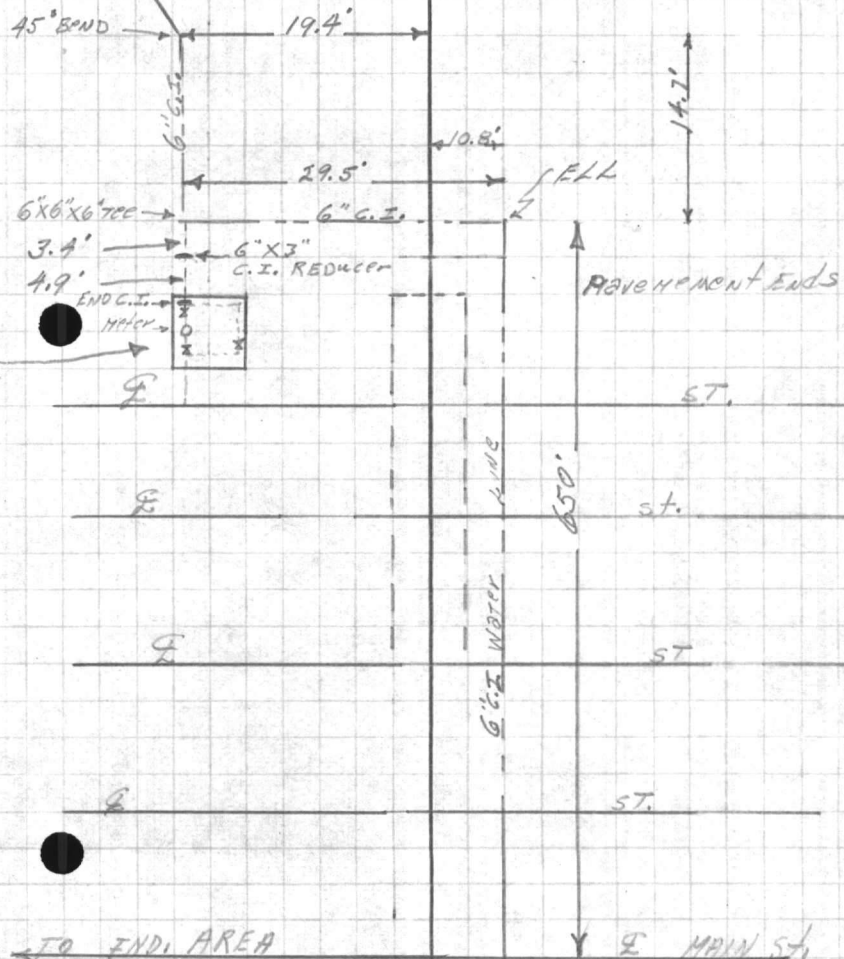 45° BEND
19.4'
6" C.I.
14.7'
10.8'
29.5'
ELL
6"X6"X6" TEE
6" C.I.
3.4'
6" X 3"
C.I. REDUCER
4.9'
END C.I.
Meter
Pavemement Ends
℄ ST.
℄ st.
650'
6" C.I. Water LINE
℄ ST
℄ ST.
TO IND. AREA
℄ MAIN St.